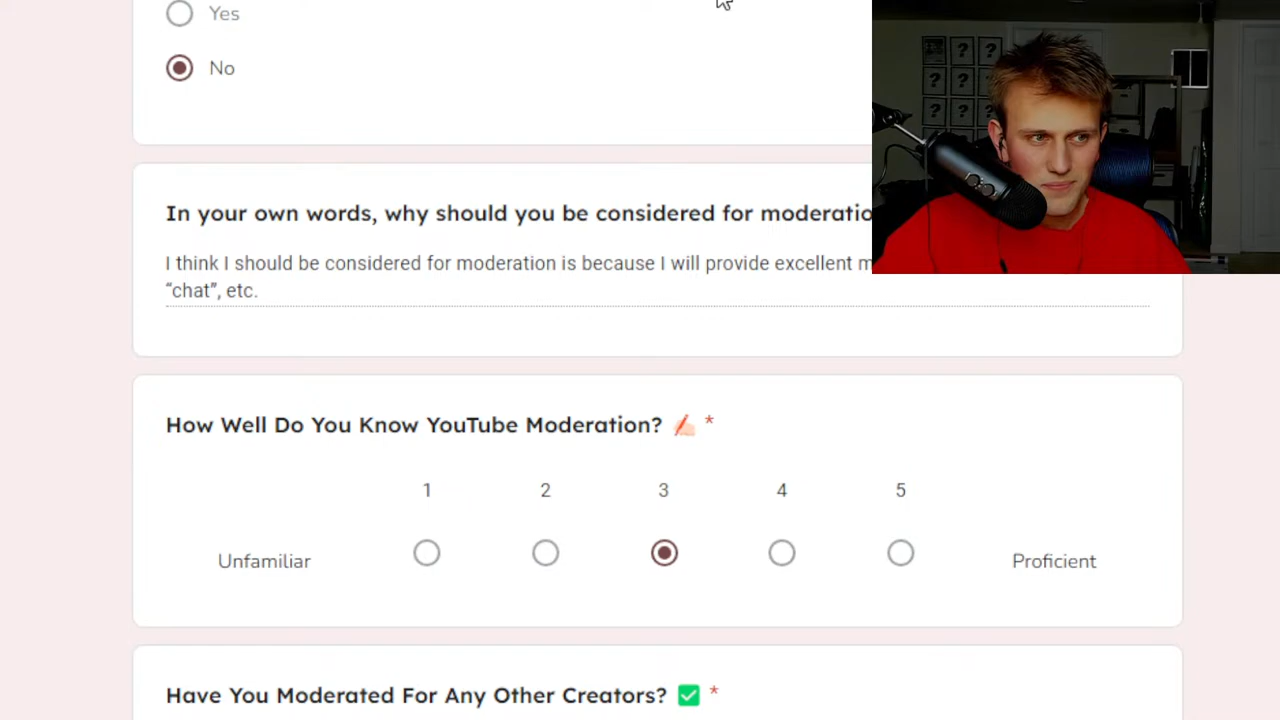 Yes
No
In your own words, why should you be considered for
I think I should be considered for moderation is because I will provide excellent
“chat”, etc.
How Well Do You Know YouTube Moderation? ✍🏻 *
1 2 3 4 5
Unfamiliar Proficient
Have You Moderated For Any Other Creators? ✅ *
? ?
? ?
? ?